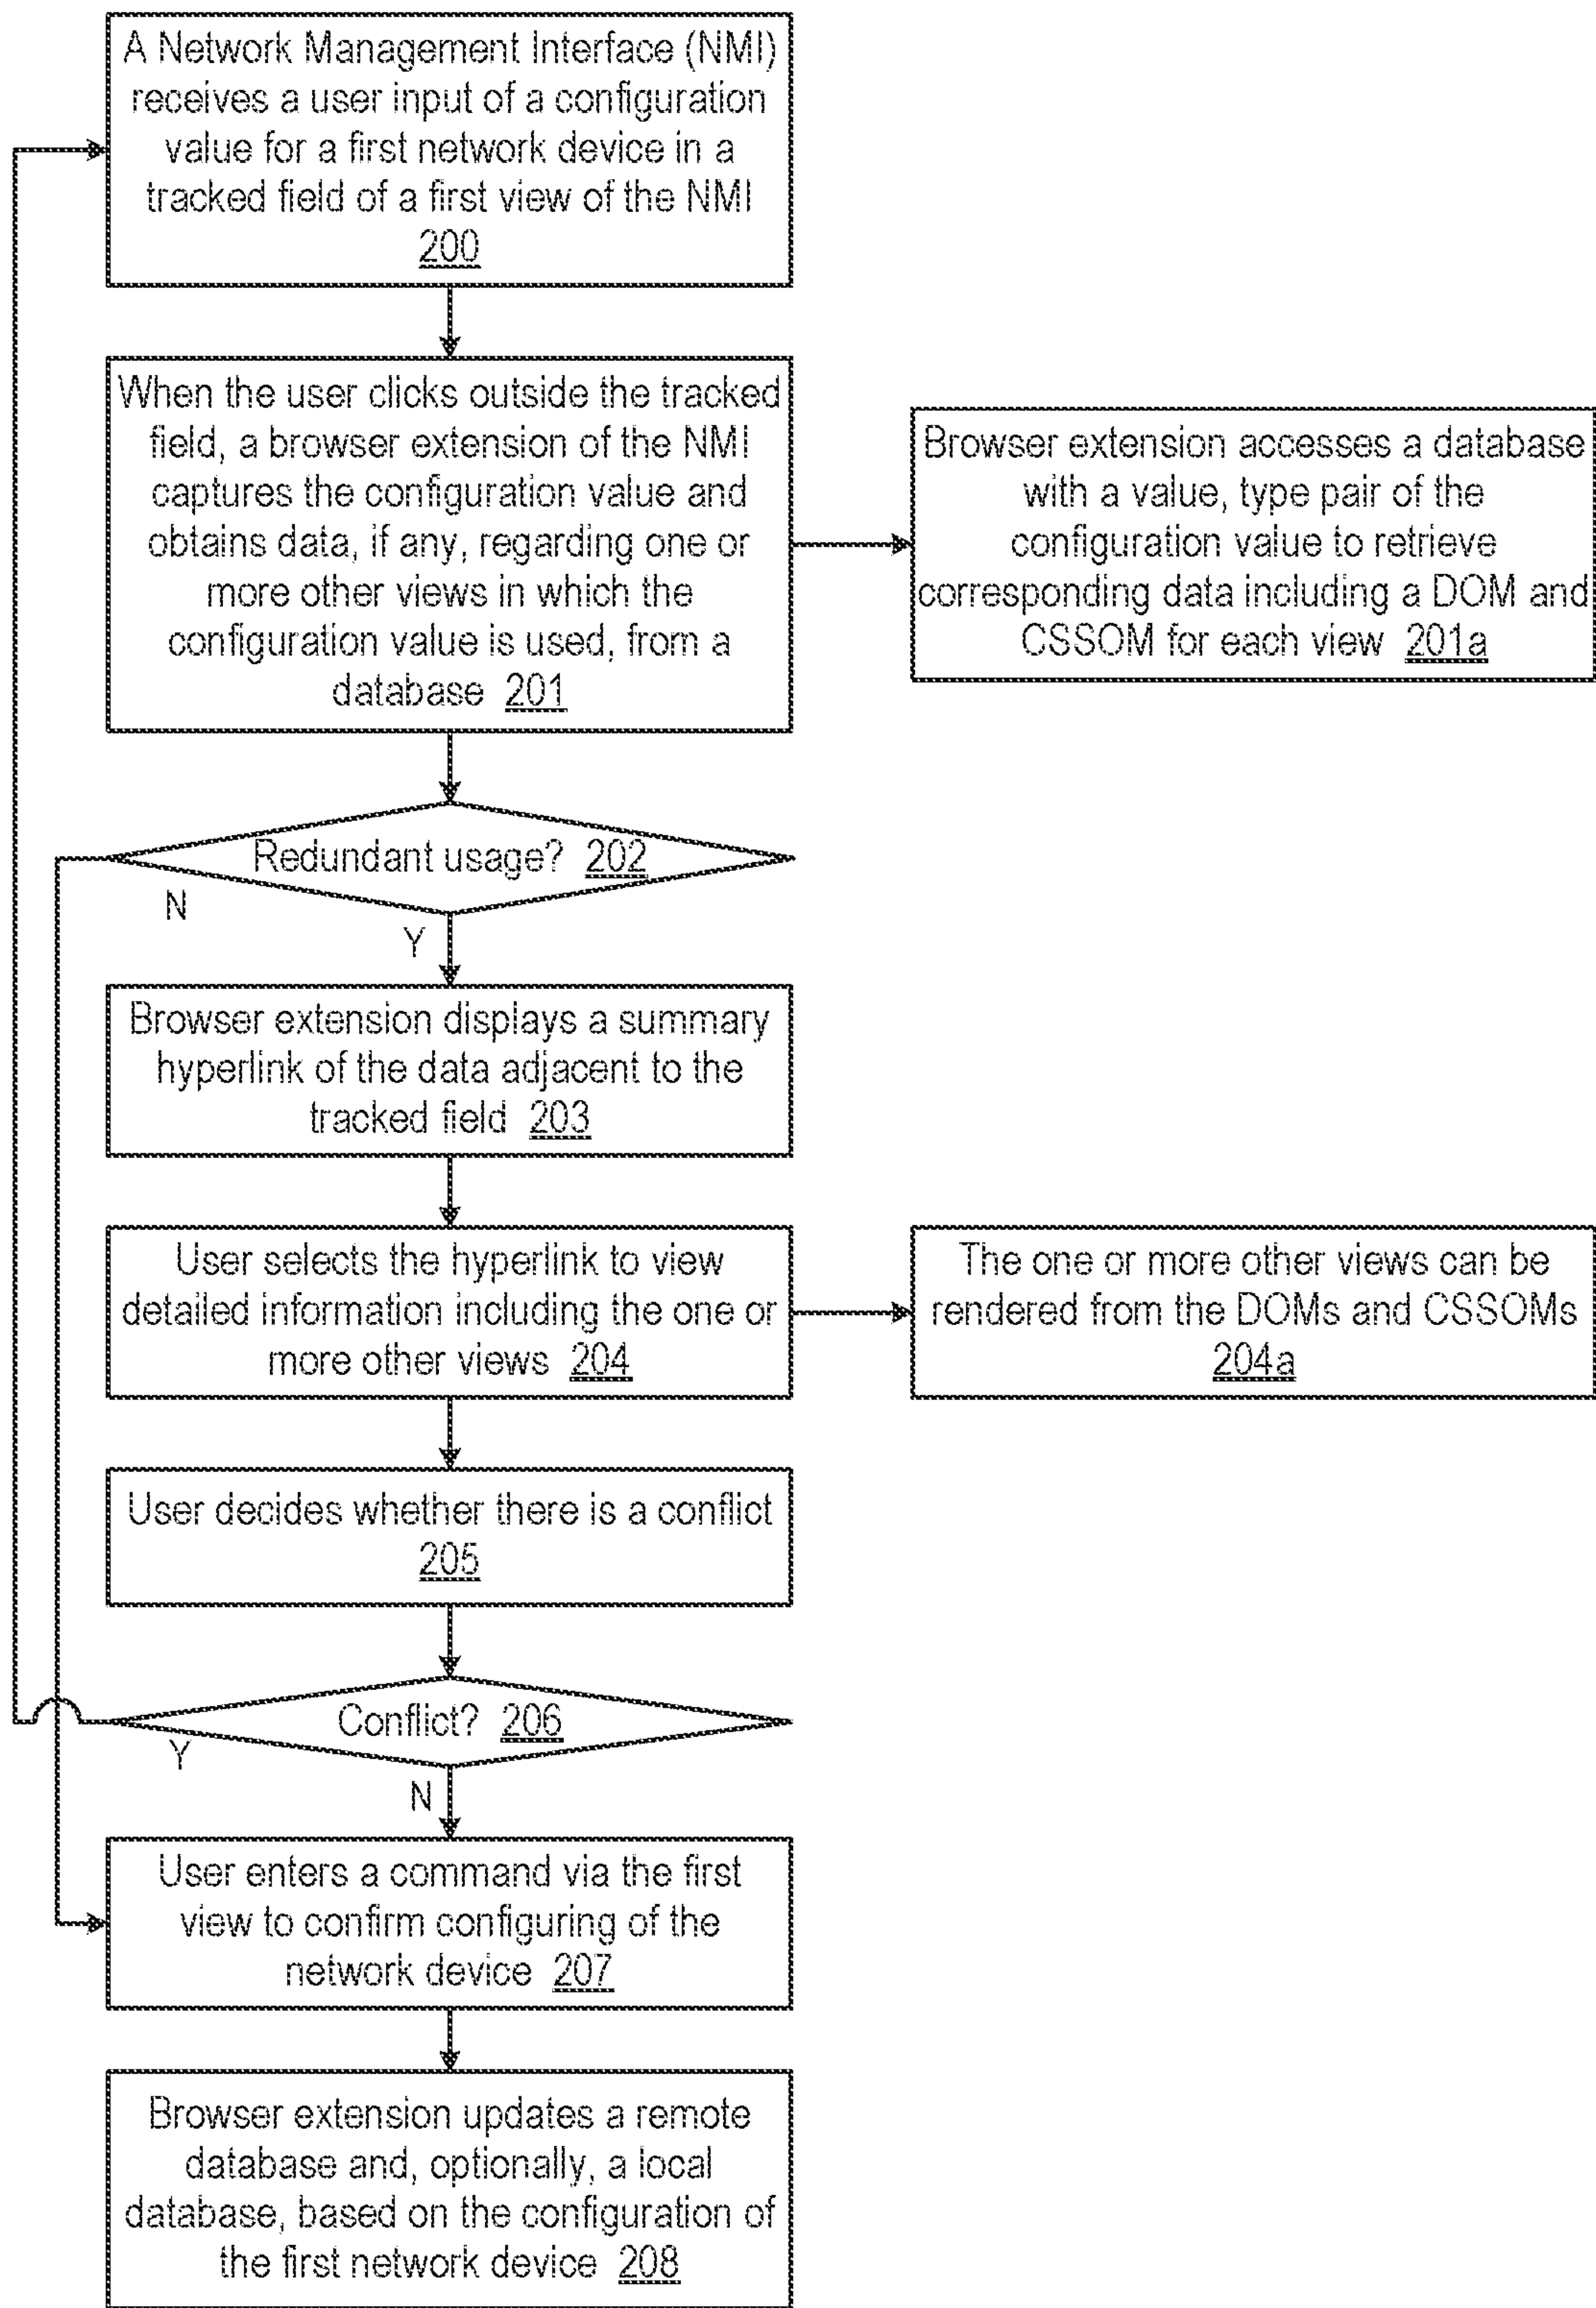 A Network Management Interface (NMI)
receives a user input of a configuration
value for a first network device in a
tracked field of a first view of the NMI
200
When the user clicks outside the tracked
field, a browser extension of the NMI
captures the configuration value and
obtains data, if any, regarding one or
more other views in which the
configuration value is used, from a
database 201
Browser extension accesses a database
with a value, type pair of the
configuration value to retrieve
corresponding data including a DOM and
CSSOM for each view 201a
Redundant usage? 202
N
Y
Browser extension displays a summary
hyperlink of the data adjacent to the
tracked field 203
User selects the hyperlink to view
detailed information including the one or
more other views 204
The one or more other views can be
rendered from the DOMs and CSSOMs
204a
User decides whether there is a conflict
205
Conflict? 206
Y
N
User enters a command via the first
view to confirm configuring of the
network device 207
Browser extension updates a remote
database and, optionally, a local
database, based on the configuration of
the first network device 208